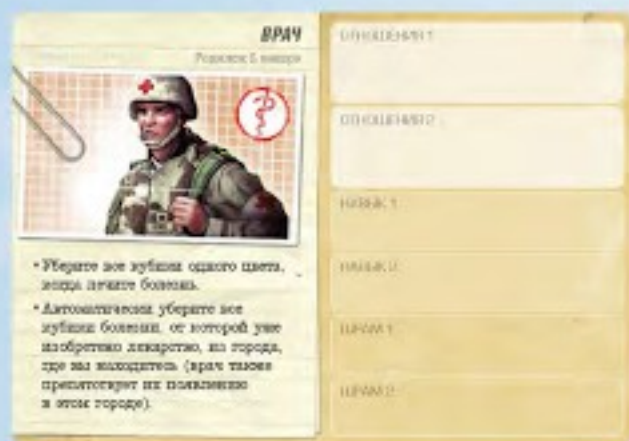 ВРАЧ
Родился: 5 января
• Уберите все кубики одного цвета,
когда лечите болезнь.
• Автоматически уберите все
кубики болезни, от которой уже
изобретено лекарство, из города,
где вы находитесь (врач также
препятствует их появлению
в этом городе).
ОТНОШЕНИЯ 1
ОТНОШЕНИЯ 2
НАВЫК 1
НАВЫК 2
ШРАМ 1
ШРАМ 2